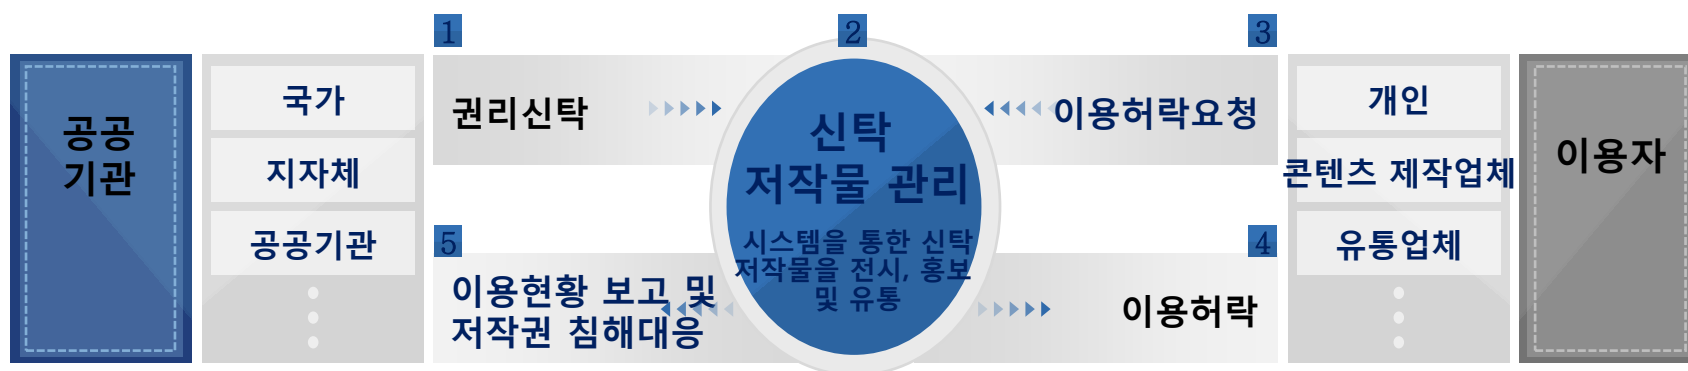 공공
기관
국가
지자체
공공기관
1
권리신탁
2
신탁
저작물 관리
시스템을 통한 신탁
저작물을 전시, 홍보
및 유통
3
이용허락요청
4
이용허락
5
이용현황 보고 및
저작권 침해대응
개인
콘텐츠 제작업체
유통업체
이용자